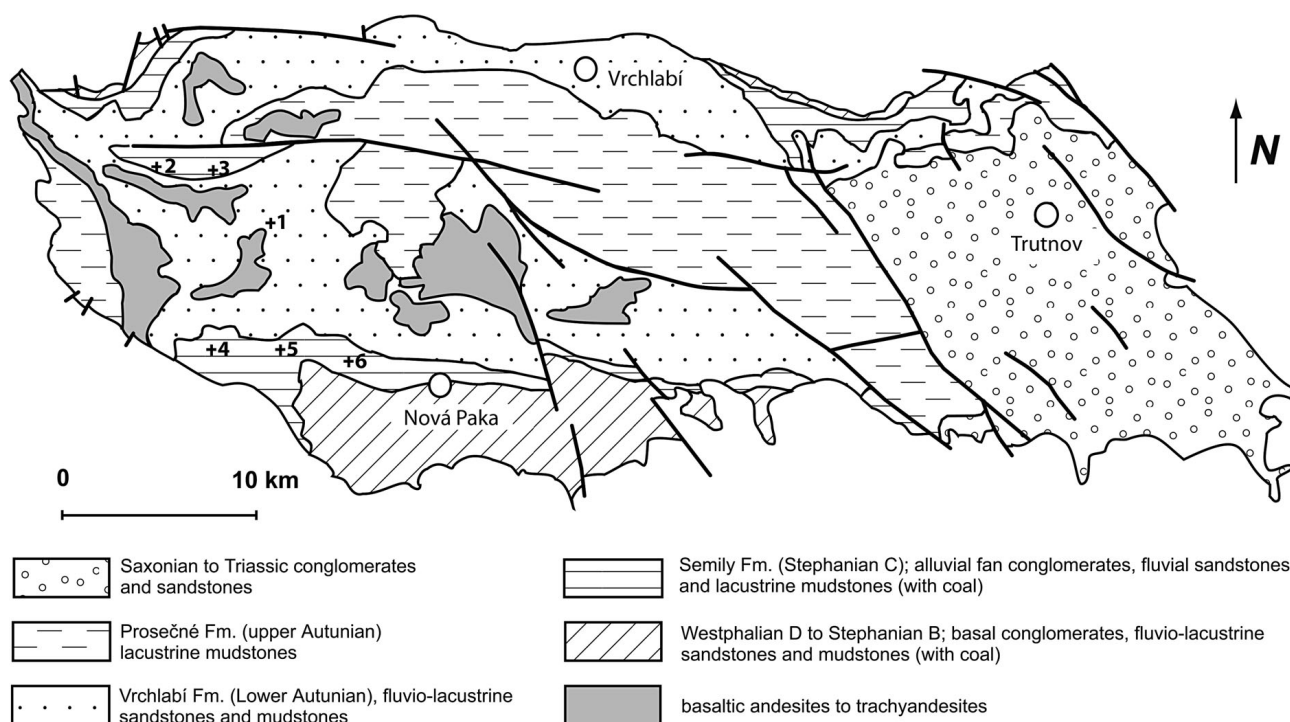 Vrchlabí
N
+2
+3
+1
Trutnov
+4
+5
+6
Nová Paka
0
10 km
Saxonian to Triassic conglomerates
and sandstones
Prosečné Fm. (upper Autunian)
lacustrine mudstones
Vrchlabí Fm. (Lower Autunian), fluvio-lacustrine
sandstones and mudstones
Semily Fm. (Stephanian C); alluvial fan conglomerates, fluvial sandstones
and lacustrine mudstones (with coal)
Westphalian D to Stephanian B; basal conglomerates, fluvio-lacustrine
sandstones and mudstones (with coal)
basaltic andesites to trachyandesites